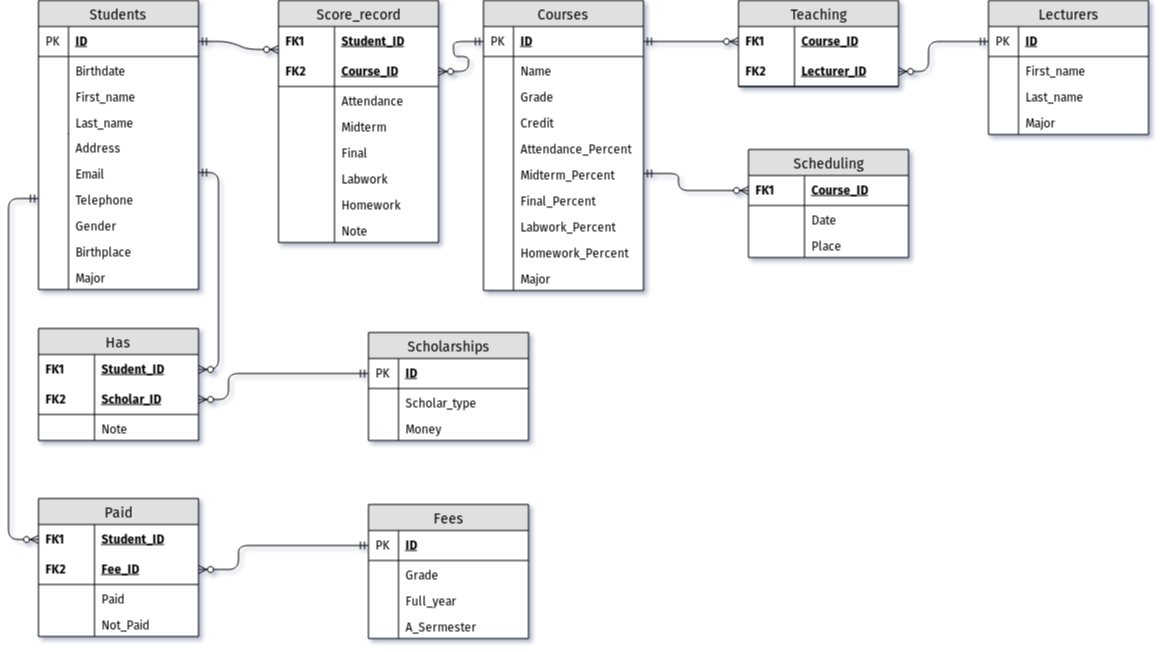 Students
PK ID
Birthdate
First_name
Last_name
Address
Email
Telephone
Gender
Birthplace
Major
Score_record
FK1 Student_ID
FK2 Course_ID
Attendance
Midterm
Final
Labwork
Homework
Note
Courses
PK ID
Name
Grade
Credit
Attendance_Percent
Midterm_Percent
Final_Percent
Labwork_Percent
Homework_Percent
Major
Teaching
FK1 Course_ID
FK2 Lecturer_ID
Lecturers
PK ID
First_name
Last_name
Major
Scheduling
FK1 Course_ID
Date
Place
Has
FK1 Student_ID
FK2 Scholar_ID
Note
Scholarships
PK ID
Scholar_type
Money
Paid
FK1 Student_ID
FK2 Fee_ID
Paid
Not_Paid
Fees
PK ID
Grade
Full_year
A_Sermester